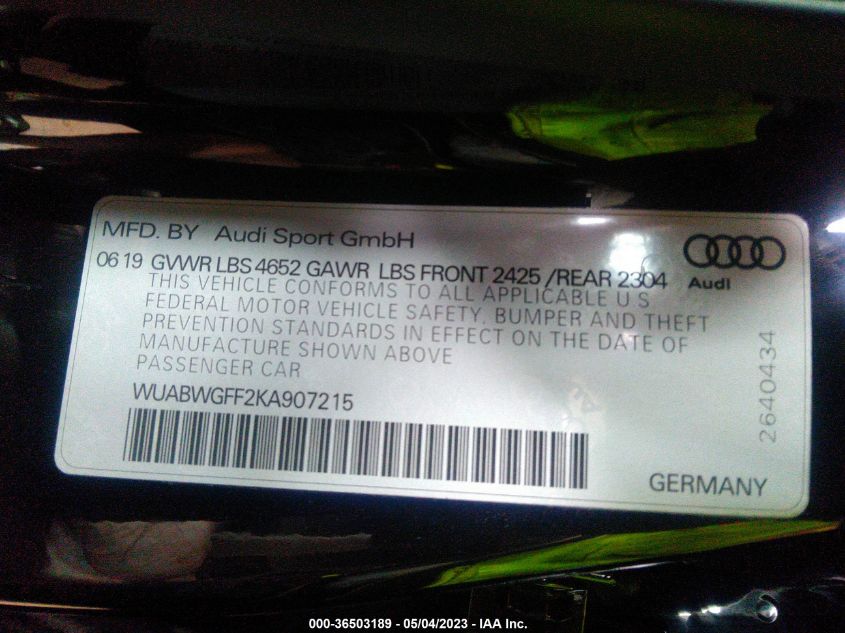 MFD. BY Audi Sport GmbH
06 19 GVWR LBS 4652 GAWR LBS FRONT 2425 /REAR 2304
Audi
THIS VEHICLE CONFORMS TO ALL APPLICABLE U S
FEDERAL MOTOR VEHICLE SAFETY, BUMPER AND THEFT
PREVENTION STANDARDS IN EFFECT ON THE DATE OF
MANUFACTURE SHOWN ABOVE
PASSENGER CAR
WUABWGFF2KA907215
2640434
GERMANY
000-36503189 - 05/04/2023 - IAA Inc.